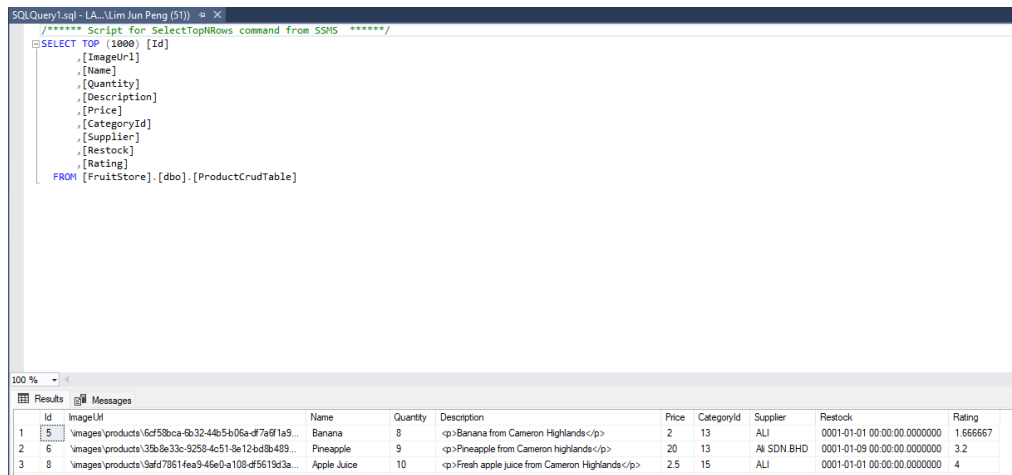 SQLQuery1.sql - LA...\Lim Jun Peng (51))
/****** Script for SelectTopNRows command from SSMS  ******/
SELECT TOP (1000) [Id]
,[ImageUrl]
,[Name]
,[Quantity]
,[Description]
,[Price]
,[CategoryId]
,[Supplier]
,[Restock]
,[Rating]
FROM [FruitStore].[dbo].[ProductCrudTable]
100 %
Results Messages
Id ImageUrl Name Quantity Description Price CategoryId Supplier Restock Rating
1 5 \images\products\6cf58bca-6b32-44b5-b06a-df7a6f1a9... Banana 8 <p>Banana from Cameron Highlands</p> 2 13 ALI 0001-01-01 00:00:00.0000000 1.666667
2 6 \images\products\35b8e33c-9258-4c51-8e12-bd8b489... Pineapple 9 <p>Pineapple from Cameron highlands</p> 20 13 Ali SDN.BHD 0001-01-09 00:00:00.0000000 3.2
3 8 \images\products\9afd7861-fea9-46e0-a108-df5619d3a... Apple Juice 10 <p>Fresh apple juice from Cameron Highlands</p> 2.5 15 ALI 0001-01-01 00:00:00.0000000 4